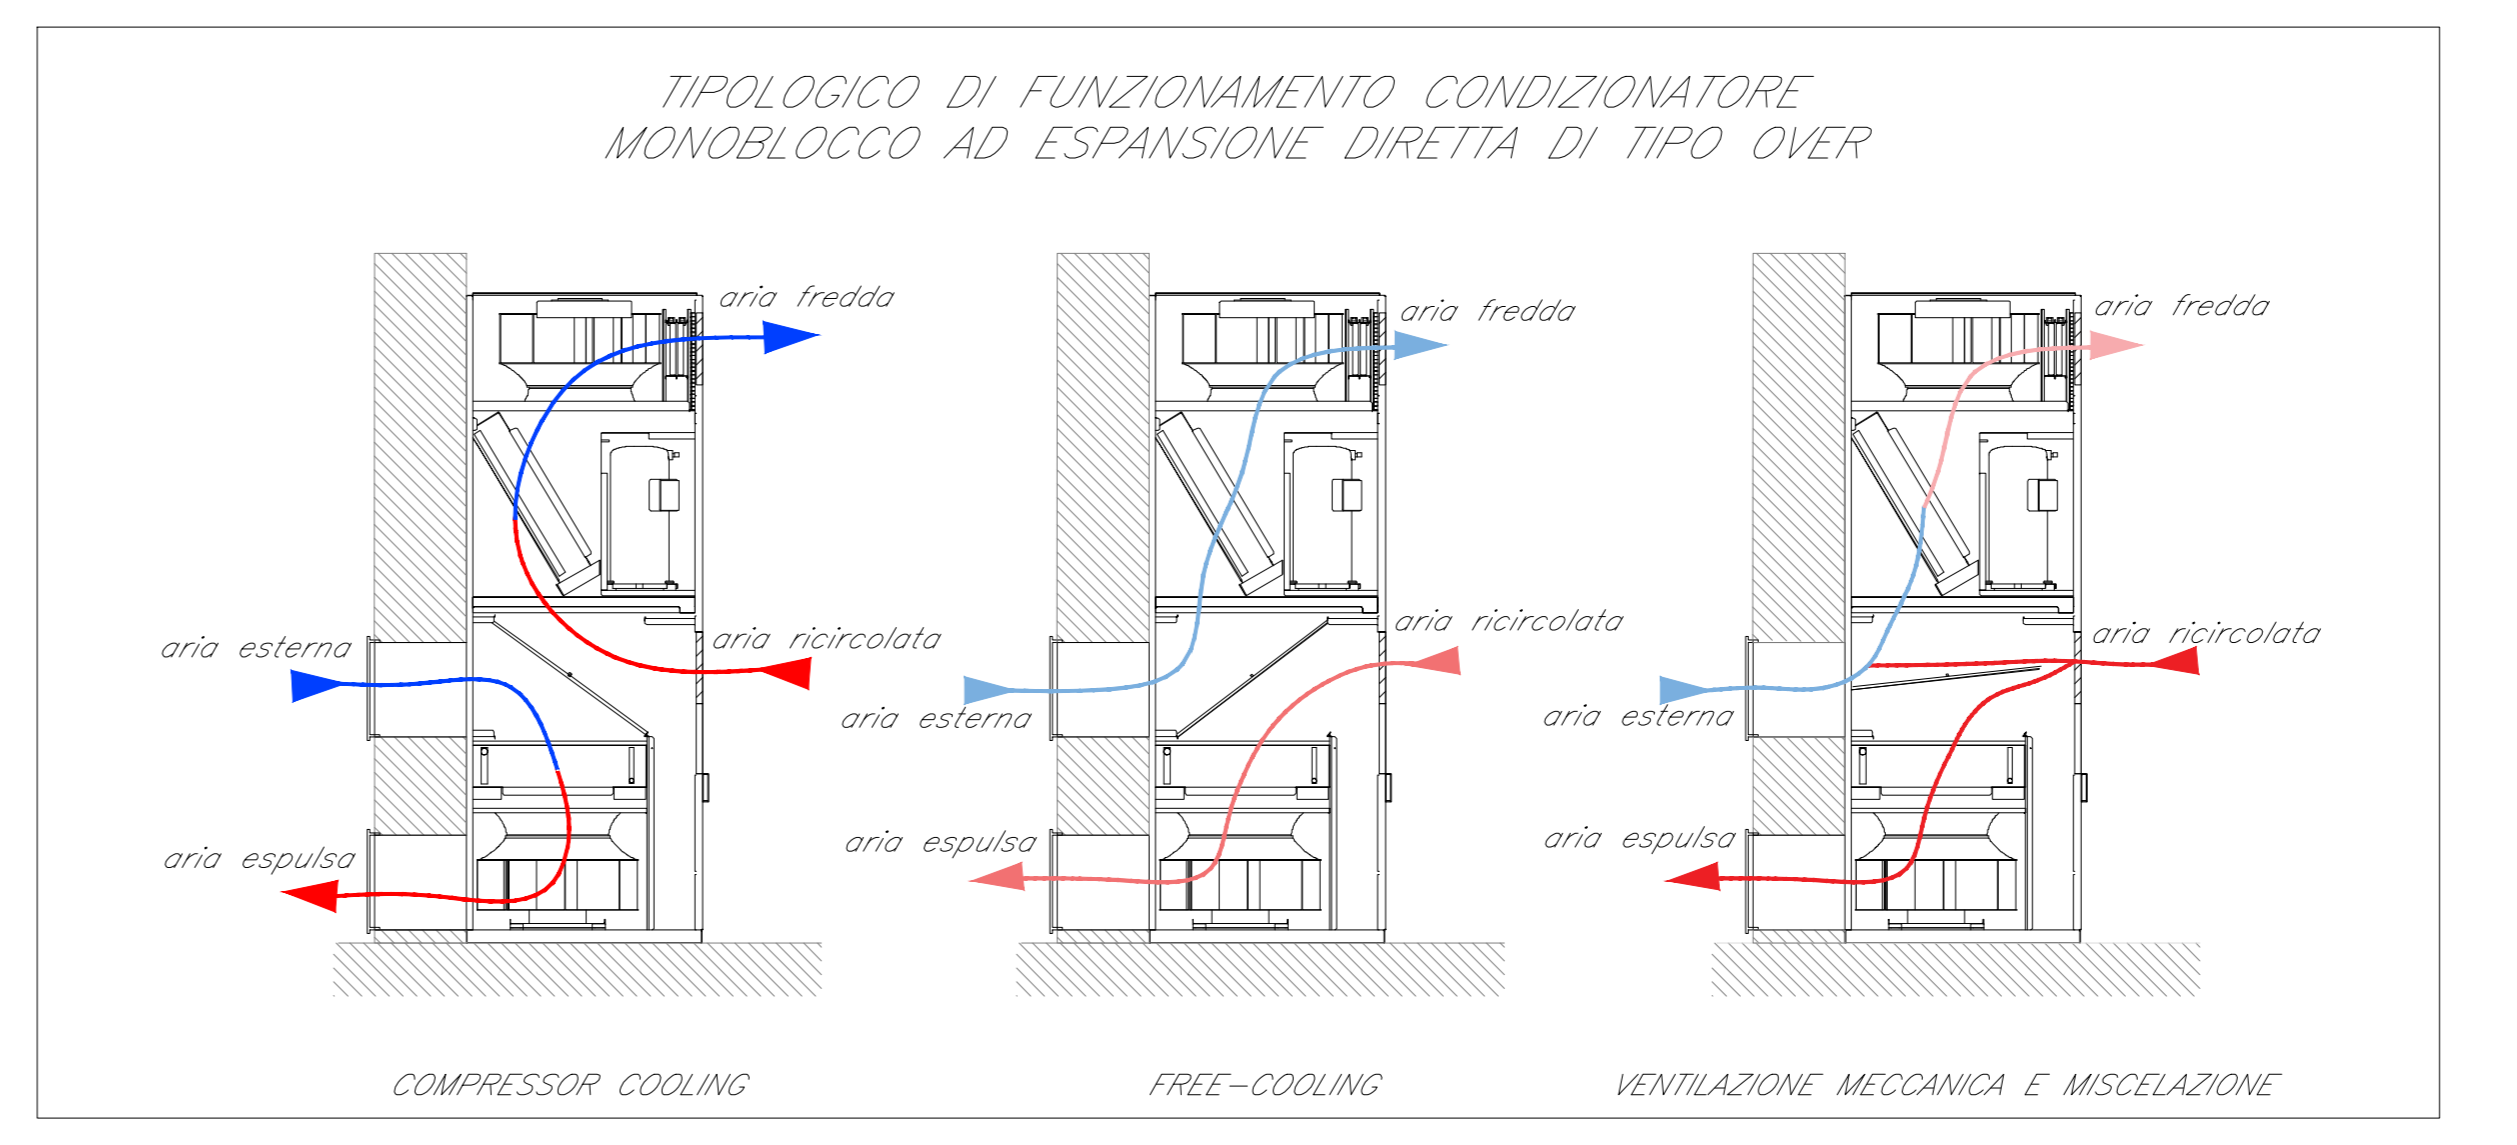 TIPOLOGICO DI FUNZIONAMENTO CONDIZIONATORE
MONOBLOCCO AD ESPANSIONE DIRETTA DI TIPO OVER
aria fredda
aria ricircolata
aria esterna
aria espulsa
COMPRESSOR COOLING
aria fredda
aria ricircolata
aria esterna
aria espulsa
FREE-COOLING
aria fredda
aria ricircolata
aria esterna
aria espulsa
VENTILAZIONE MECCANICA E MISCELAZIONE